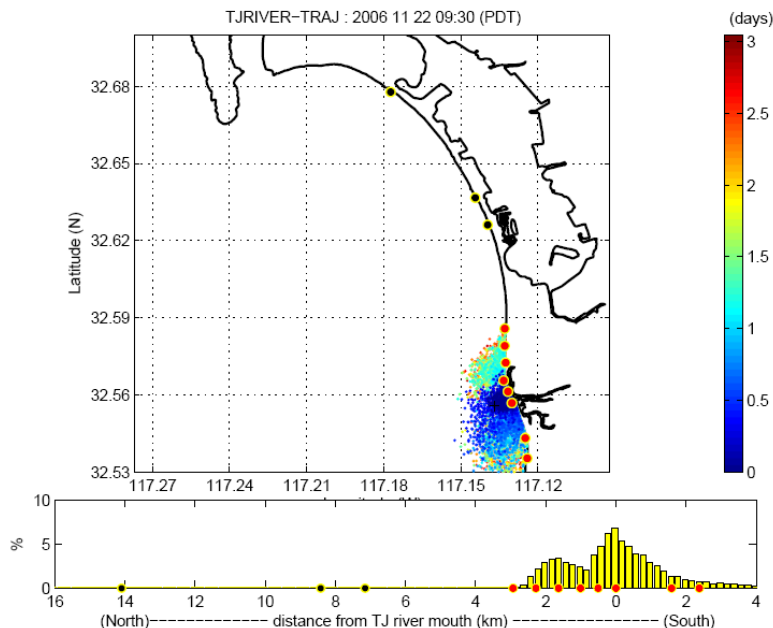 TJRIVER-TRAJ : 2006 11 22 09:30 (PDT)
(days)
Latitude (N)
32.68
32.65
32.62
32.59
32.56
32.53
117.27 117.24 117.21 117.18 117.15 117.12
3
2.5
2
1.5
1
0.5
0
%
10
5
0
16 14 12 10 8 6 4 2 0 2 4
(North)-------------- distance from TJ river mouth (km) ---------------- (South)